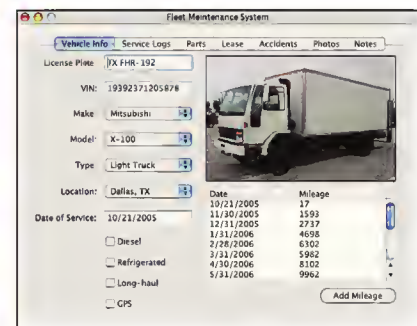 Fleet Maintenance System
Vehicle Info Service Logs Parts Lease Accidents Photos Notes
License Plate TX FHR-192
VIN: 19392371205878
Make Mitsubishi
Model: X-100
Type Light Truck
Location: Dallas, TX
Date of Service: 10/21/2005
Diesel
Refrigerated
Long-haul
GPS
Date Mileage
10/21/2005 17
11/30/2005 1593
12/31/2005 2737
1/31/2006 4698
2/28/2006 6302
3/31/2006 5982
4/30/2006 8102
5/31/2006 9962
Add Mileage